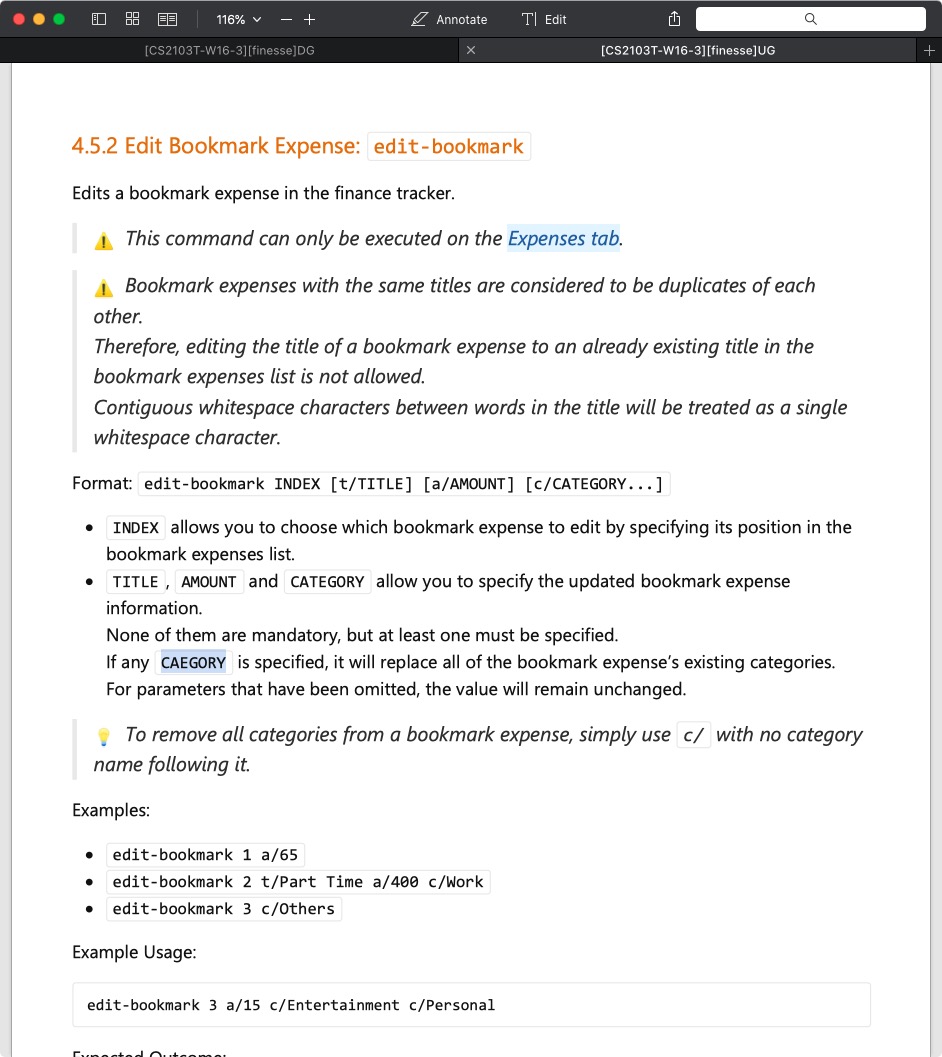 116%
Annotate
Edit
[CS2103T-W16-3][finesse]DG
[CS2103T-W16-3][finesse]UG
4.5.2 Edit Bookmark Expense: edit-bookmark
Edits a bookmark expense in the finance tracker.
This command can only be executed on the Expenses tab.
Bookmark expenses with the same titles are considered to be duplicates of each
other.
Therefore, editing the title of a bookmark expense to an already existing title in the
bookmark expenses list is not allowed.
Contiguous whitespace characters between words in the title will be treated as a single
whitespace character.
Format: edit-bookmark INDEX [t/TITLE] [a/AMOUNT] [c/CATEGORY...]
• INDEX allows you to choose which bookmark expense to edit by specifying its position in the
bookmark expenses list.
• TITLE , AMOUNT and CATEGORY allow you to specify the updated bookmark expense
information.
None of them are mandatory, but at least one must be specified.
If any CAEGORY is specified, it will replace all of the bookmark expense's existing categories.
For parameters that have been omitted, the value will remain unchanged.
To remove all categories from a bookmark expense, simply use c/ with no category
name following it.
Examples:
• edit-bookmark 1 a/65
• edit-bookmark 2 t/Part Time a/400 c/Work
• edit-bookmark 3 c/Others
Example Usage:
edit-bookmark 3 a/15 c/Entertainment c/Personal
Expected Outcome: